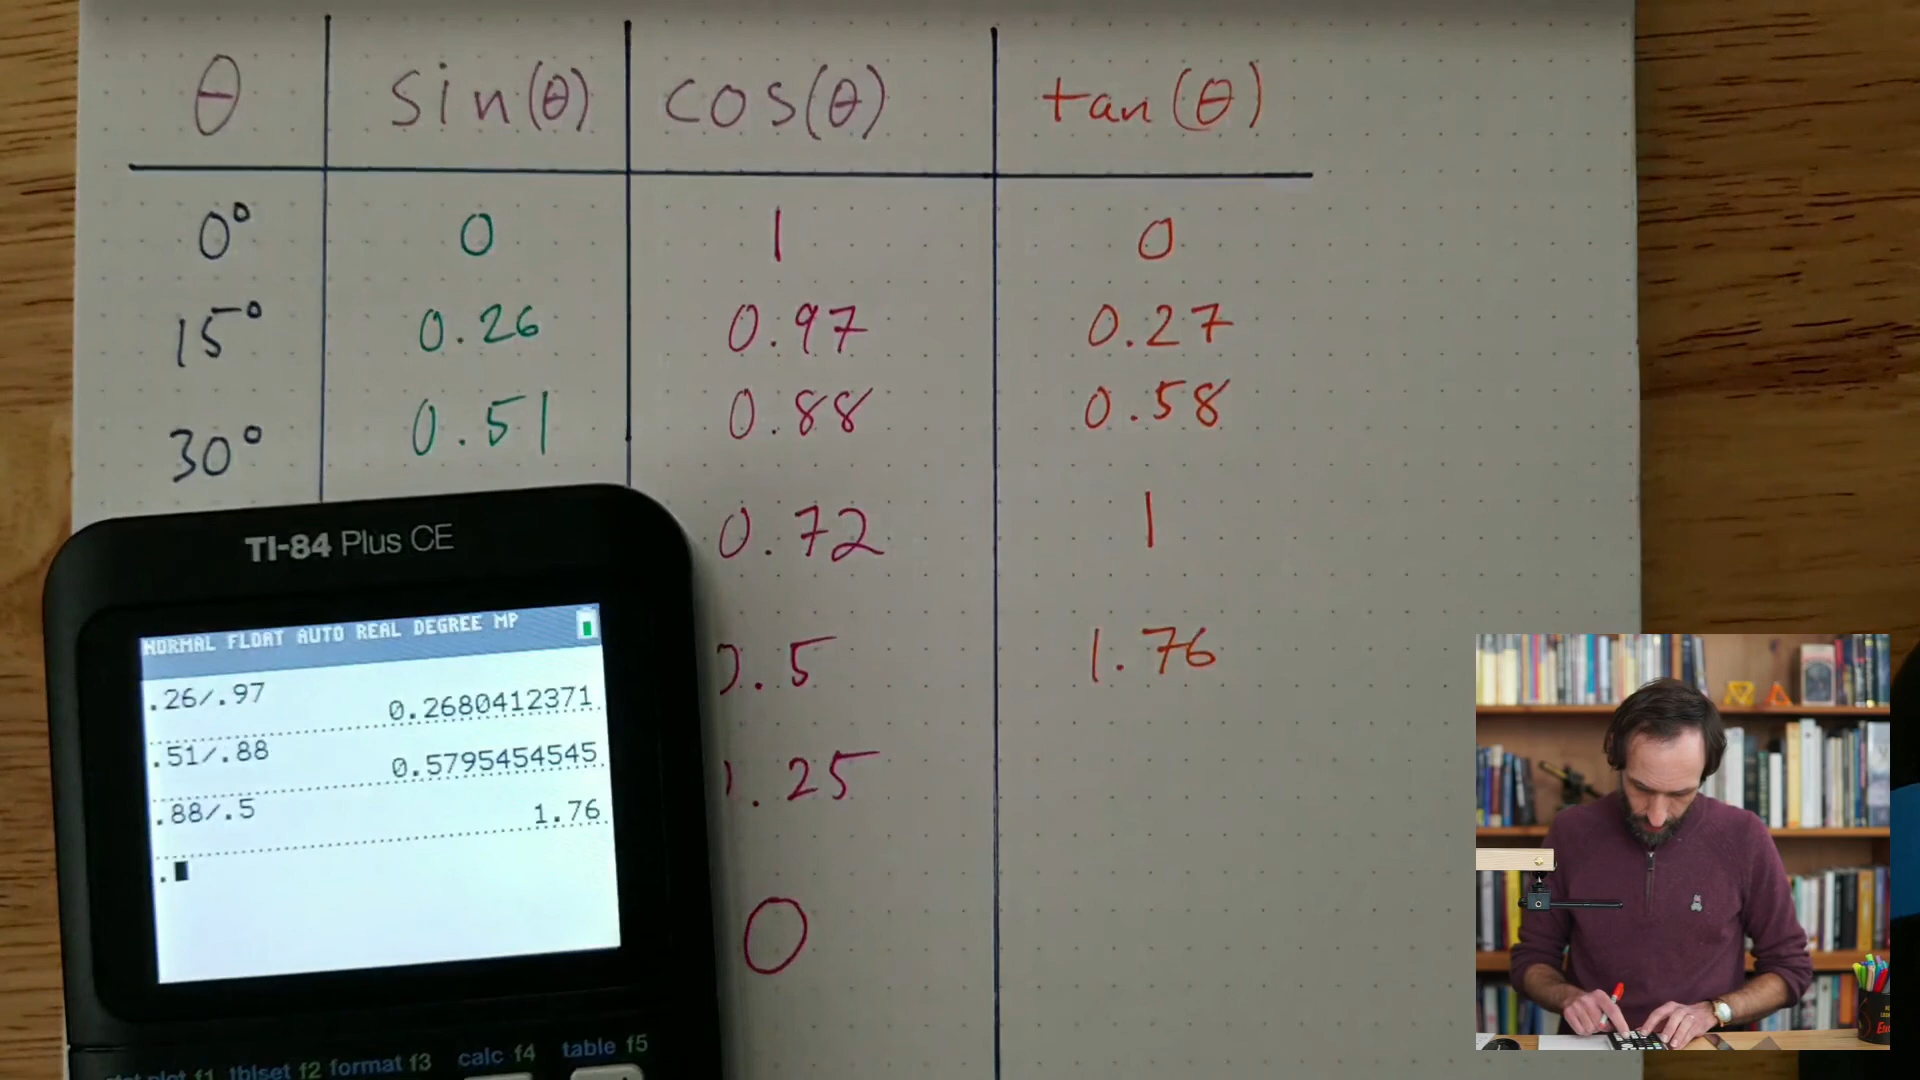 θ sin(θ) cos(θ) tan(θ)
0° 0 1 0
15° 0.26 0.97 0.27
30° 0.51 0.88 0.58
0.72 1
.5 1.76
.25
0
TI-84 Plus CE
NORMAL FLOAT AUTO REAL DEGREE MP
.26/.97
0.2680412371
.51/.88
0.5795454545
.88/.5
1.76
.
f1 tblset f2 format f3 calc f4 table f5